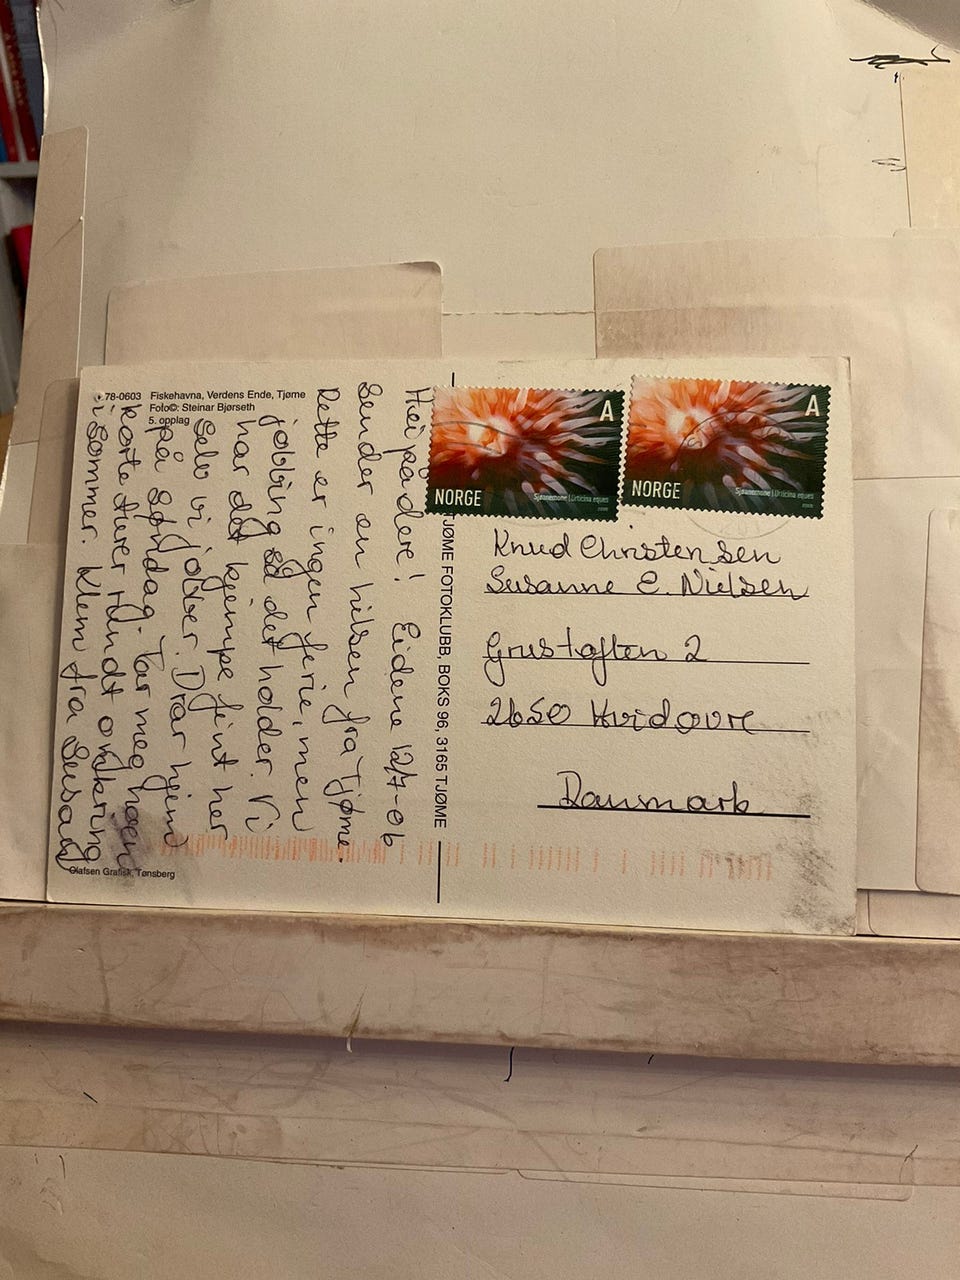 78-0603 Fiskehavna, Verdens Ende, Tjøme
Foto©: Steinar Bjørseth
5. opplag
Hei på dere! Eidene 12/7-06
Sender en hilsen fra Tjøme.
Dette er ingen ferie, men
jobbing så det holder. Vi
har det kjempe fint her
selv vi jobber. Drar hjem
på søndag. Tar meg noen
korte turer rundt omkring
i sommer. Klem fra Susan
Olafsen Grafisk, Tønsberg
TJØME FOTOKLUBB, BOKS 96, 3165 TJØME
A
NORGE
Sjøanemone | Urticina eques
A
NORGE
Sjøanemone | Urticina eques
Knud Christensen
Susanne E. Nielsen
Grustoften 2
2650 Hvidovre
Danmark